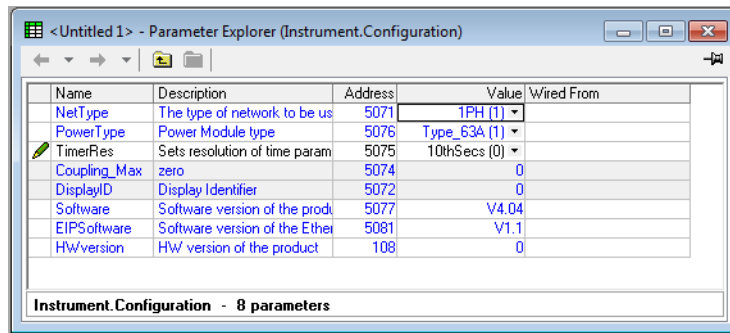 <Untitled 1> - Parameter Explorer (Instrument.Configuration)
Name Description Address Value Wired From
NetType The type of network to be us 5071 1PH (1)
PowerType Power Module type 5076 Type_63A (1)
TimerRes Sets resolution of time param 5075 10thSecs (0)
Coupling_Max zero 5074 0
DisplayID Display Identifier 5072 0
Software Software version of the produ 5077 V4.04
EIPSoftware Software version of the Ether 5081 V1.1
HWversion HW version of the product 108 0
Instrument.Configuration - 8 parameters